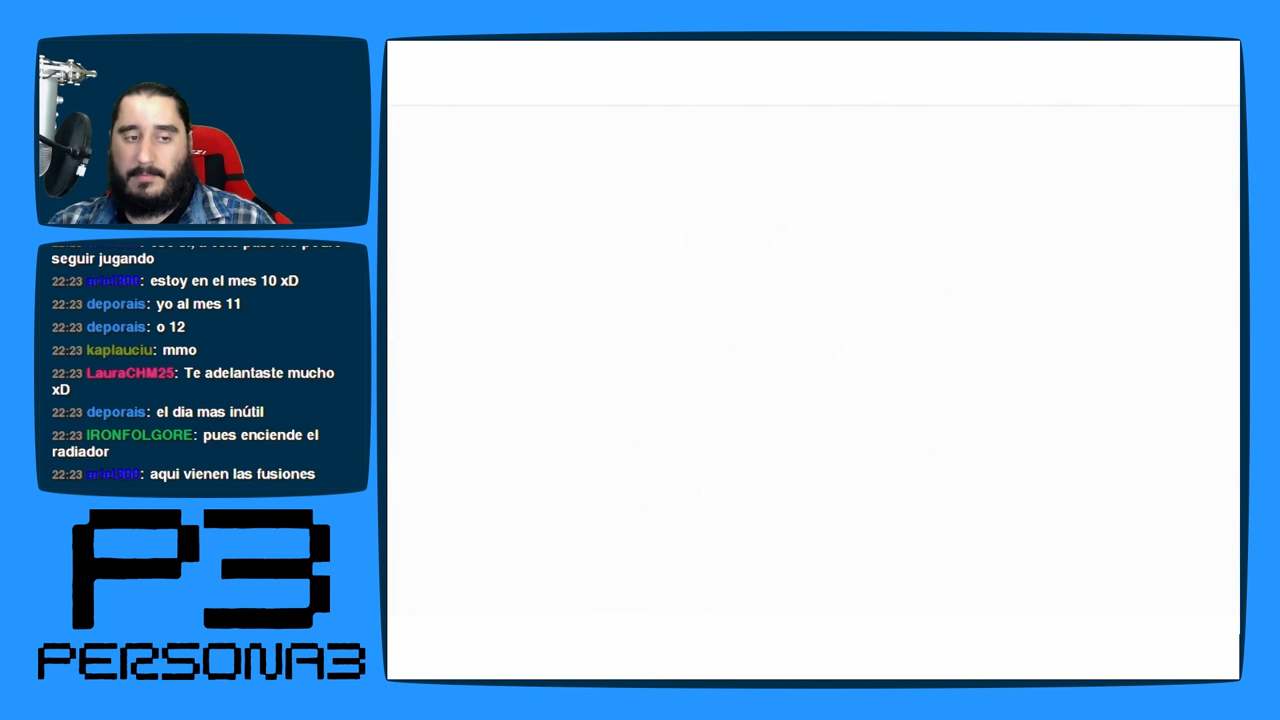 seguir jugando
22:23 ariel300: estoy en el mes 10 xD
22:23 deporais: yo al mes 11
22:23 deporais: o 12
22:23 kaplauciu: mmo
22:23 LauraCHM25: Te adelantaste mucho
xD
22:23 deporais: el dia mas inútil
22:23 IRONFOLGORE: pues enciende el
radiador
22:23 ariel300: aqui vienen las fusiones
P3
PERSONA3